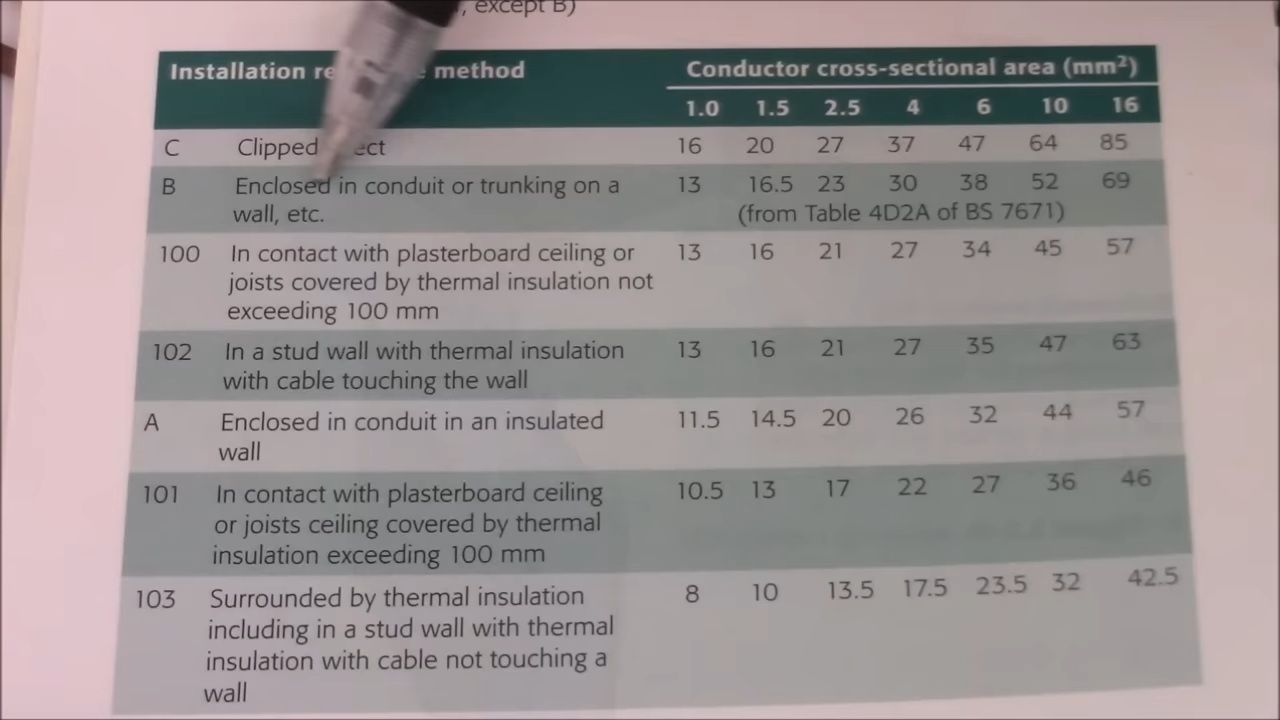 , except B)
Installation method Conductor cross-sectional area (mm²)
1.0 1.5 2.5 4 6 10 16
C Clipped 16 20 27 37 47 64 85
B Enclosed in conduit or trunking on a 13 16.5 23 30 38 52 69
wall, etc. (from Table 4D2A of BS 7671)
100 In contact with plasterboard ceiling or 13 16 21 27 34 45 57
joists covered by thermal insulation not
exceeding 100 mm
102 In a stud wall with thermal insulation 13 16 21 27 35 47 63
with cable touching the wall
A Enclosed in conduit in an insulated 11.5 14.5 20 26 32 44 57
wall
101 In contact with plasterboard ceiling 10.5 13 17 22 27 36 46
or joists ceiling covered by thermal
insulation exceeding 100 mm
103 Surrounded by thermal insulation 8 10 13.5 17.5 23.5 32 42.5
including in a stud wall with thermal
insulation with cable not touching a
wall